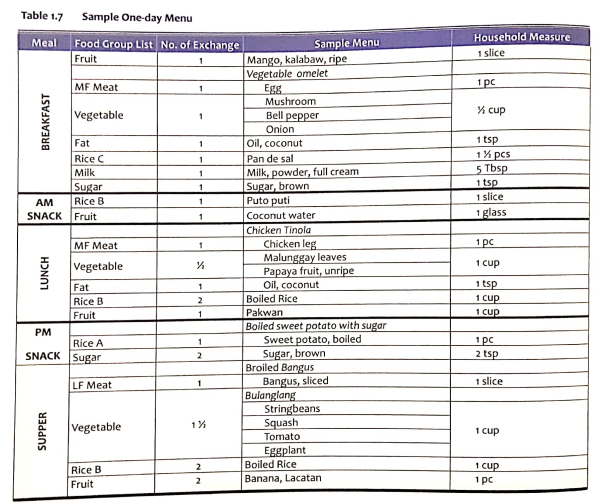 Table 1.7 Sample One-day Menu
Meal Food Group List No. of Exchange Sample Menu Household Measure
BREAKFAST
Fruit 1 Mango, kalabaw, ripe 1 slice
Vegetable omelet
MF Meat 1 Egg 1 pc
Vegetable 1 Mushroom ½ cup
Bell pepper
Onion
Fat 1 Oil, coconut 1 tsp
Rice C 1 Pan de sal 1 ½ pcs
Milk 1 Milk, powder, full cream 5 Tbsp
Sugar 1 Sugar, brown 1 tsp
AM SNACK
Rice B 1 Puto puti 1 slice
Fruit 1 Coconut water 1 glass
LUNCH
Chicken Tinola
MF Meat 1 Chicken leg 1 pc
Vegetable ½ Malunggay leaves 1 cup
Papaya fruit, unripe
Fat 1 Oil, coconut 1 tsp
Rice B 2 Boiled Rice 1 cup
Fruit 1 Pakwan 1 cup
PM SNACK
Boiled sweet potato with sugar
Rice A 1 Sweet potato, boiled 1 pc
Sugar 2 Sugar, brown 2 tsp
SUPPER
Broiled Bangus
LF Meat 1 Bangus, sliced 1 slice
Bulanglang
Vegetable 1 ½ Stringbeans 1 cup
Squash
Tomato
Eggplant
Rice B 2 Boiled Rice 1 cup
Fruit 2 Banana, Lacatan 1 pc